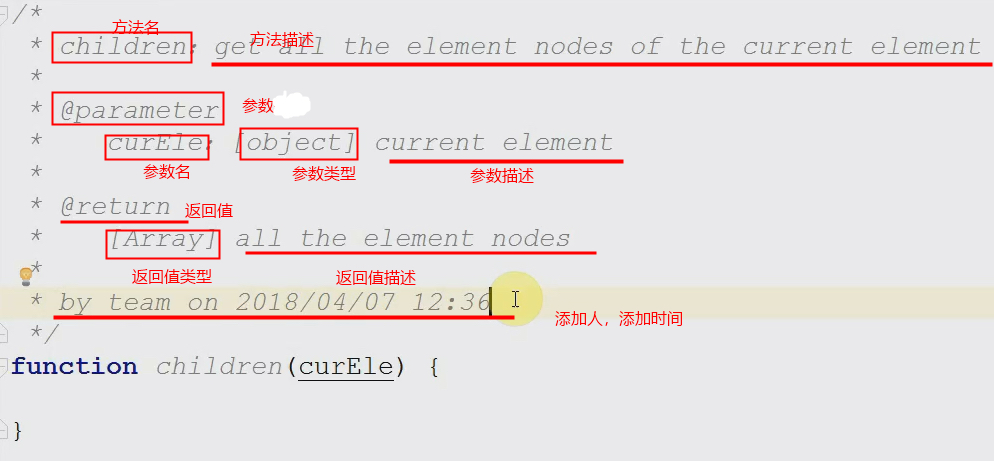 /*
方法名 方法描述
* children: get all the element nodes of the current element
*
* @parameter 参数
* curEle: [object] current element
* 参数名 参数类型 参数描述
* @return 返回值
* [Array] all the element nodes
* 返回值类型 返回值描述
* by team on 2018/04/07 12:36
添加人，添加时间
*/
function children(curEle) {
}